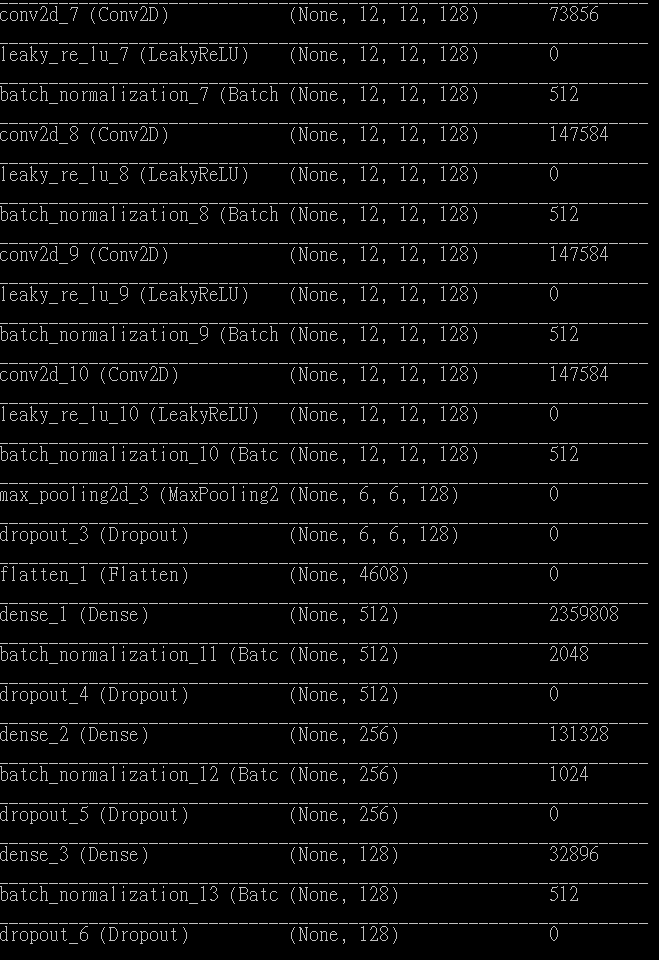 conv2d_7 (Conv2D) (None, 12, 12, 128) 73856
leaky_re_lu_7 (LeakyReLU) (None, 12, 12, 128) 0
batch_normalization_7 (Batch (None, 12, 12, 128) 512
conv2d_8 (Conv2D) (None, 12, 12, 128) 147584
leaky_re_lu_8 (LeakyReLU) (None, 12, 12, 128) 0
batch_normalization_8 (Batch (None, 12, 12, 128) 512
conv2d_9 (Conv2D) (None, 12, 12, 128) 147584
leaky_re_lu_9 (LeakyReLU) (None, 12, 12, 128) 0
batch_normalization_9 (Batch (None, 12, 12, 128) 512
conv2d_10 (Conv2D) (None, 12, 12, 128) 147584
leaky_re_lu_10 (LeakyReLU) (None, 12, 12, 128) 0
batch_normalization_10 (Batc (None, 12, 12, 128) 512
max_pooling2d_3 (MaxPooling2 (None, 6, 6, 128) 0
dropout_3 (Dropout) (None, 6, 6, 128) 0
flatten_1 (Flatten) (None, 4608) 0
dense_1 (Dense) (None, 512) 2359808
batch_normalization_11 (Batc (None, 512) 2048
dropout_4 (Dropout) (None, 512) 0
dense_2 (Dense) (None, 256) 131328
batch_normalization_12 (Batc (None, 256) 1024
dropout_5 (Dropout) (None, 256) 0
dense_3 (Dense) (None, 128) 32896
batch_normalization_13 (Batc (None, 128) 512
dropout_6 (Dropout) (None, 128) 0